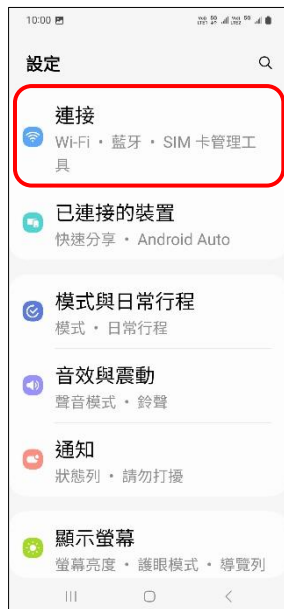 10:00
設定
連接
Wi-Fi • 藍牙 • SIM 卡管理工
具
已連接的裝置
快速分享 • Android Auto
模式與日常行程
模式 • 日常行程
音效與震動
聲音模式 • 鈴聲
通知
狀態列 • 請勿打擾
顯示螢幕
螢幕亮度 • 護眼模式 • 導覽列